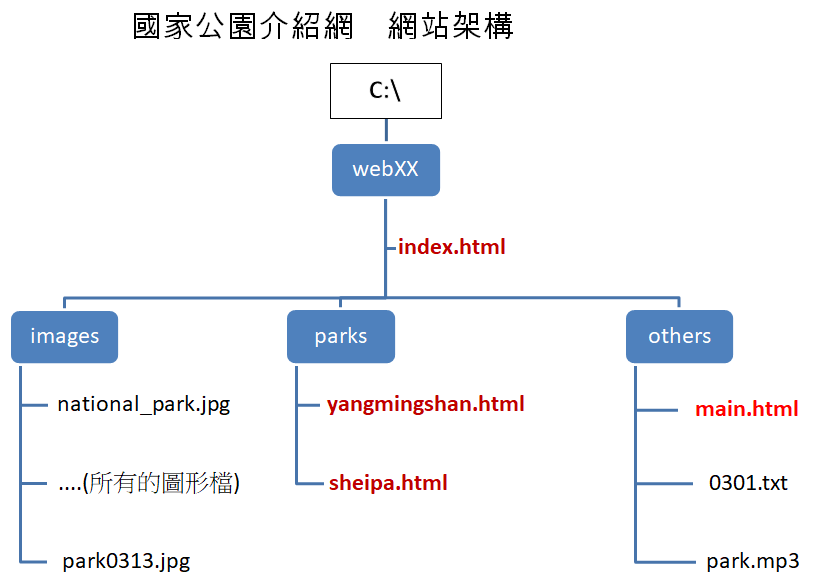 國家公園介紹網　網站架構
C:\
webXX
index.html
images
parks
others
national_park.jpg
yangmingshan.html
main.html
....(所有的圖形檔)
sheipa.html
0301.txt
park0313.jpg
park.mp3